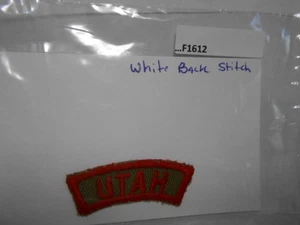 ...F1612
White Back Stitch
UTAH